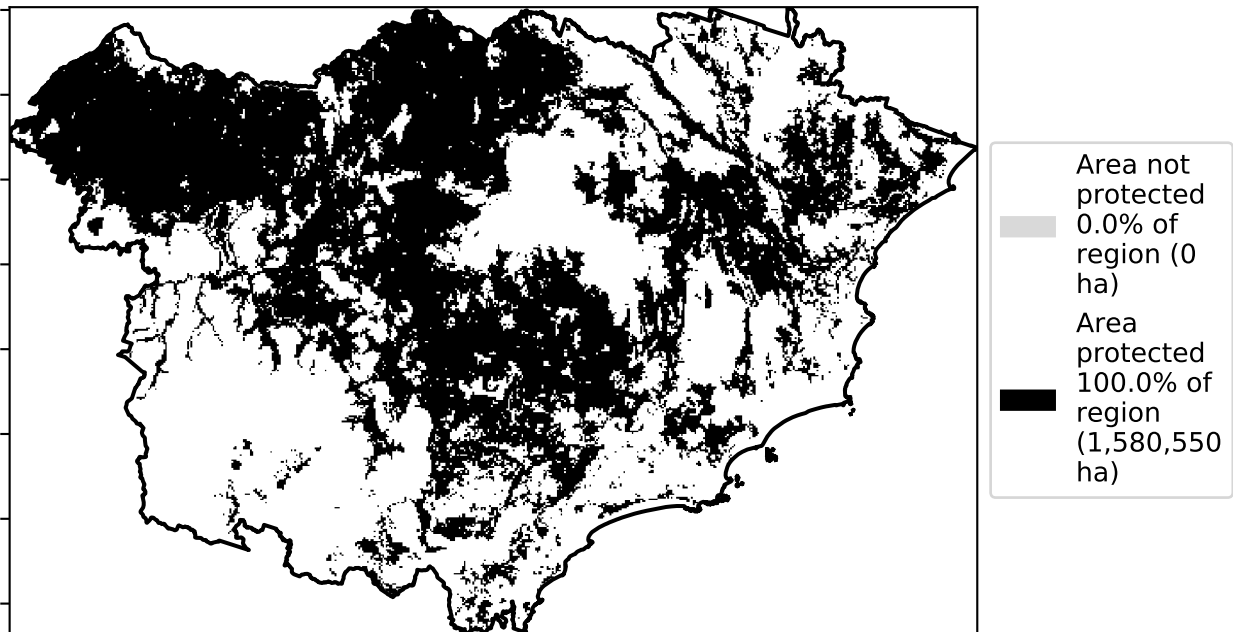 Area not
protected
0.0% of
region (0
ha)
Area
protected
100.0% of
region
(1,580,550
ha)